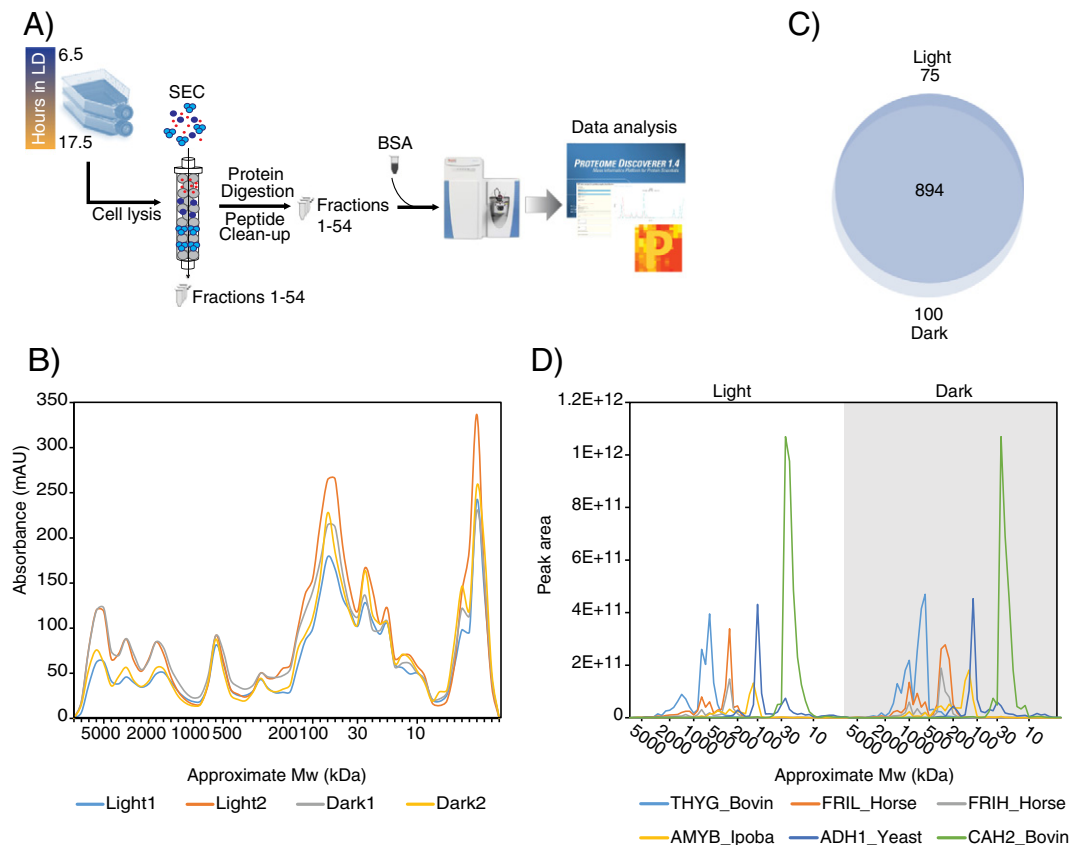 A)
6.5
Hours in LD
17.5
SEC
Cell lysis
Protein
Digestion
Peptide
Clean-up
Fractions
1-54
Fractions 1-54
BSA
Data analysis
PROTEOME DISCOVERER 1.4
P
C)
Light
75
894
100
Dark
B)
350
300
250
200
150
100
50
0
Absorbance (mAU)
5000
2000
1000
500
200
100
30
10
Approximate Mw (kDa)
Light1
Light2
Dark1
Dark2
D)
Light
Dark
1.2E+12
1E+12
8E+11
6E+11
4E+11
2E+11
0
Peak area
5000
2000
1000
500
200
100
30
10
5000
2000
1000
500
200
100
30
10
Approximate Mw (kDa)
THYG_Bovin
FRIL_Horse
FRIH_Horse
AMYB_Ipoba
ADH1_Yeast
CAH2_Bovin